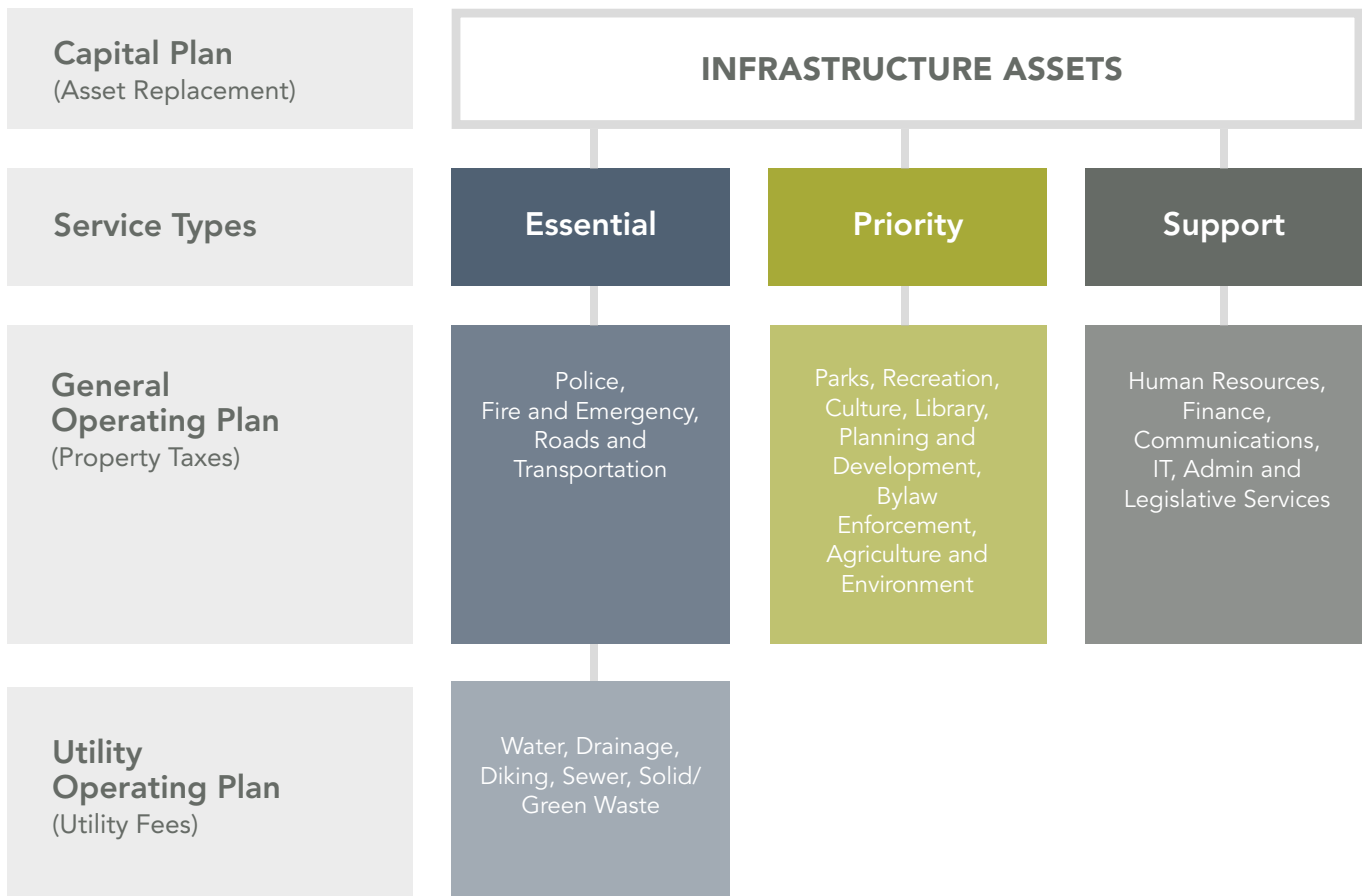 Capital Plan
(Asset Replacement)
INFRASTRUCTURE ASSETS
Service Types
Essential
Priority
Support
General
Operating Plan
(Property Taxes)
Police,
Fire and Emergency,
Roads and
Transportation
Parks, Recreation,
Culture, Library,
Planning and
Development,
Bylaw
Enforcement,
Agriculture and
Environment
Human Resources,
Finance,
Communications,
IT, Admin and
Legislative Services
Utility
Operating Plan
(Utility Fees)
Water, Drainage,
Diking, Sewer, Solid/
Green Waste